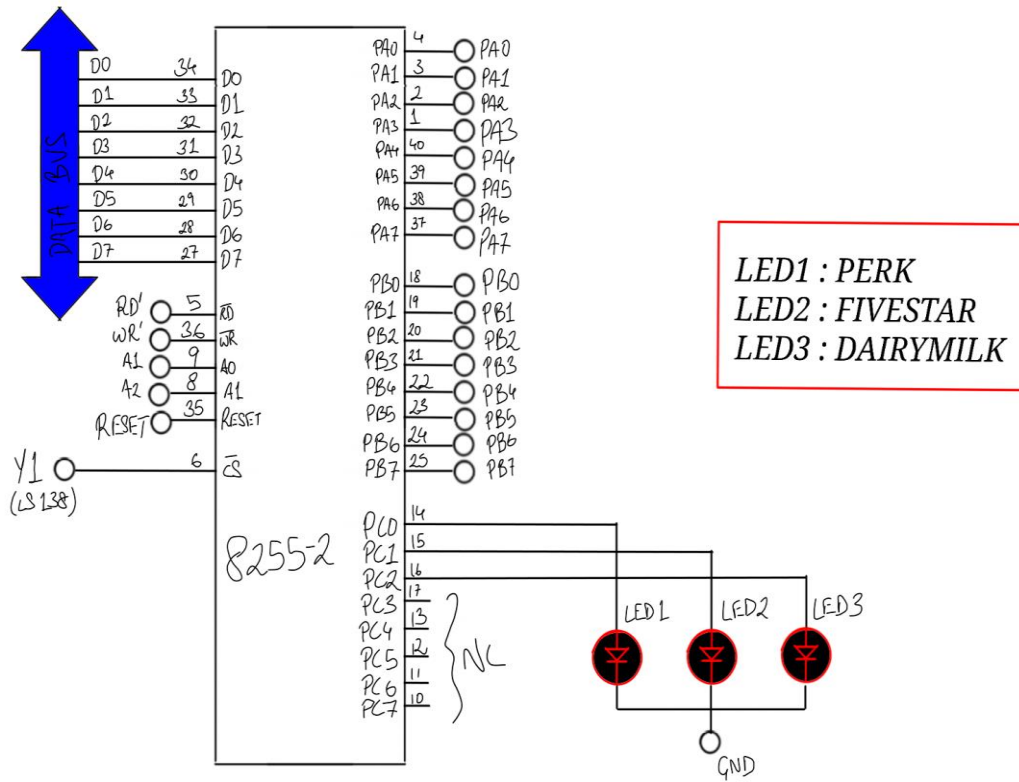 DATA BUS
D0 34 D0
D1 33 D1
D2 32 D2
D3 31 D3
D4 30 D4
D5 29 D5
D6 28 D6
D7 27 D7
RD' 5 RD
WR' 36 WR
A1 9 A0
A2 8 A1
RESET 35 RESET
Y1 6 CS
(LS138)
8255-2
PA0 4 PA0
PA1 3 PA1
PA2 2 PA2
PA3 1 PA3
PA4 40 PA4
PA5 39 PA5
PA6 38 PA6
PA7 37 PA7
PB0 18 PB0
PB1 19 PB1
PB2 20 PB2
PB3 21 PB3
PB4 22 PB4
PB5 23 PB5
PB6 24 PB6
PB7 25 PB7
PC0 14
PC1 15
PC2 16
PC3 17
PC4 13
PC5 12
PC6 11
PC7 10
NC
LED1 LED2 LED3
GND
LED1 : PERK
LED2 : FIVESTAR
LED3 : DAIRYMILK